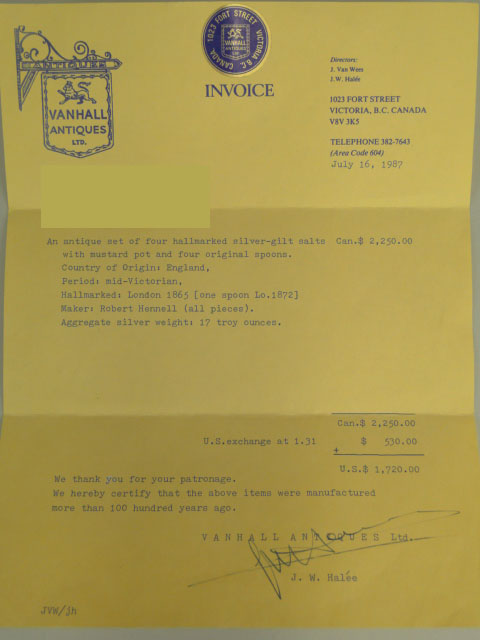 1023 FORT STREET VICTORIA B.C. CANADA
VANHALL
ANTIQUES
LTD.
ANTIQUES
VANHALL
ANTIQUES
LTD.
INVOICE
Directors:
J. Van Wees
J.W. Halée
1023 FORT STREET
VICTORIA, B.C. CANADA
V8V 3K5
TELEPHONE 382-7643
(Area Code 604)
July 16, 1987
An antique set of four hallmarked silver-gilt salts Can.$ 2,250.00
with mustard pot and four original spoons.
Country of Origin: England,
Period: mid-Victorian,
Hallmarked: London 1865 [one spoon Lo.1872]
Maker: Robert Hennell (all pieces).
Aggregate silver weight: 17 troy ounces.
Can.$ 2,250.00
U.S.exchange at 1.31 $ 530.00
+
U.S.$ 1,720.00
We thank you for your patronage.
We hereby certify that the above items were manufactured
more than 100 hundred years ago.
VANHALL ANTIQUES Ltd.
J. W. Halée
JVW/jh